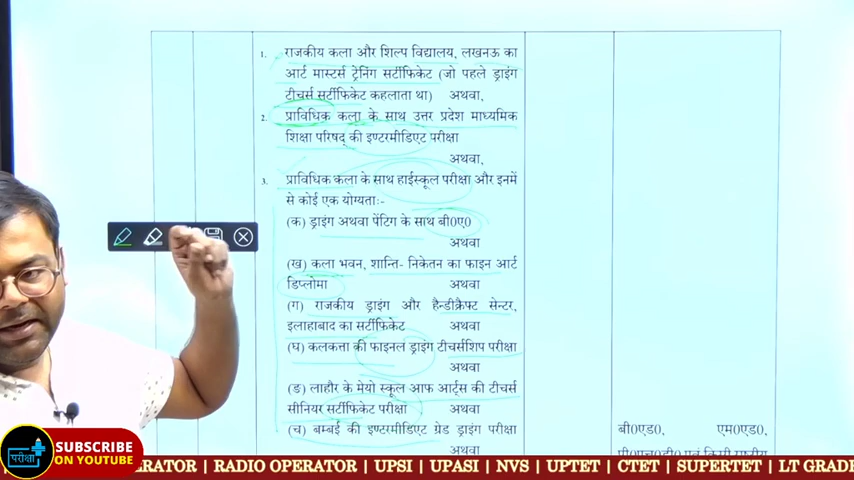 1. राजकीय कला और शिल्प विद्यालय, लखनऊ का
आर्ट मास्टर्स ट्रेनिंग सर्टीफिकेट (जो पहले ड्राइंग
टीचर्स सर्टीफिकेट कहलाता था) अथवा,
2. प्राविधिक कला के साथ उत्तर प्रदेश माध्यमिक
शिक्षा परिषद् की इण्टरमीडिएट परीक्षा
अथवा,
3. प्राविधिक कला के साथ हाईस्कूल परीक्षा और इनमें
से कोई एक योग्यताः-
(क) ड्राइंग अथवा पेंटिग के साथ बी0ए0
अथवा
(ख) कला भवन, शान्ति- निकेतन का फाइन आर्ट
डिप्लोमा अथवा
(ग) राजकीय ड्राइंग और हैन्डीक्रैफ्ट सेन्टर,
इलाहाबाद का सर्टीफिकेट अथवा
(घ) कलकत्ता की फाइनल ड्राइंग टीचर्सशिप परीक्षा
अथवा
(ङ) लाहौर के मेयो स्कूल आफ आर्ट्स की टीचर्स
सीनियर सर्टीफिकेट परीक्षा अथवा
(च) बम्बई की इण्टरमीडिएट ग्रेड ड्राइंग परीक्षा
अथवा
बी0एड0, एम0एड0,
परीक्षा
SUBSCRIBE
ON YOUTUBE
ERATOR | RADIO OPERATOR | UPSI | UPASI | NVS | UPTET | CTET | SUPERTET | LT GRADE